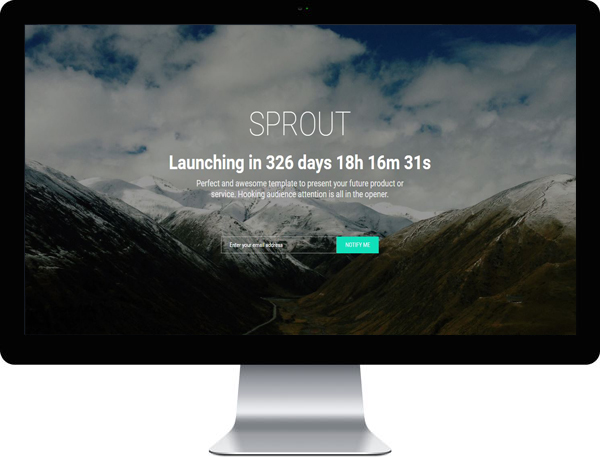 SPROUT
Launching in 326 days 18h 16m 31s
Perfect and awesome template to present your future product or
service. Hooking audience attention is all in the opener.
Enter your email address
NOTIFY ME